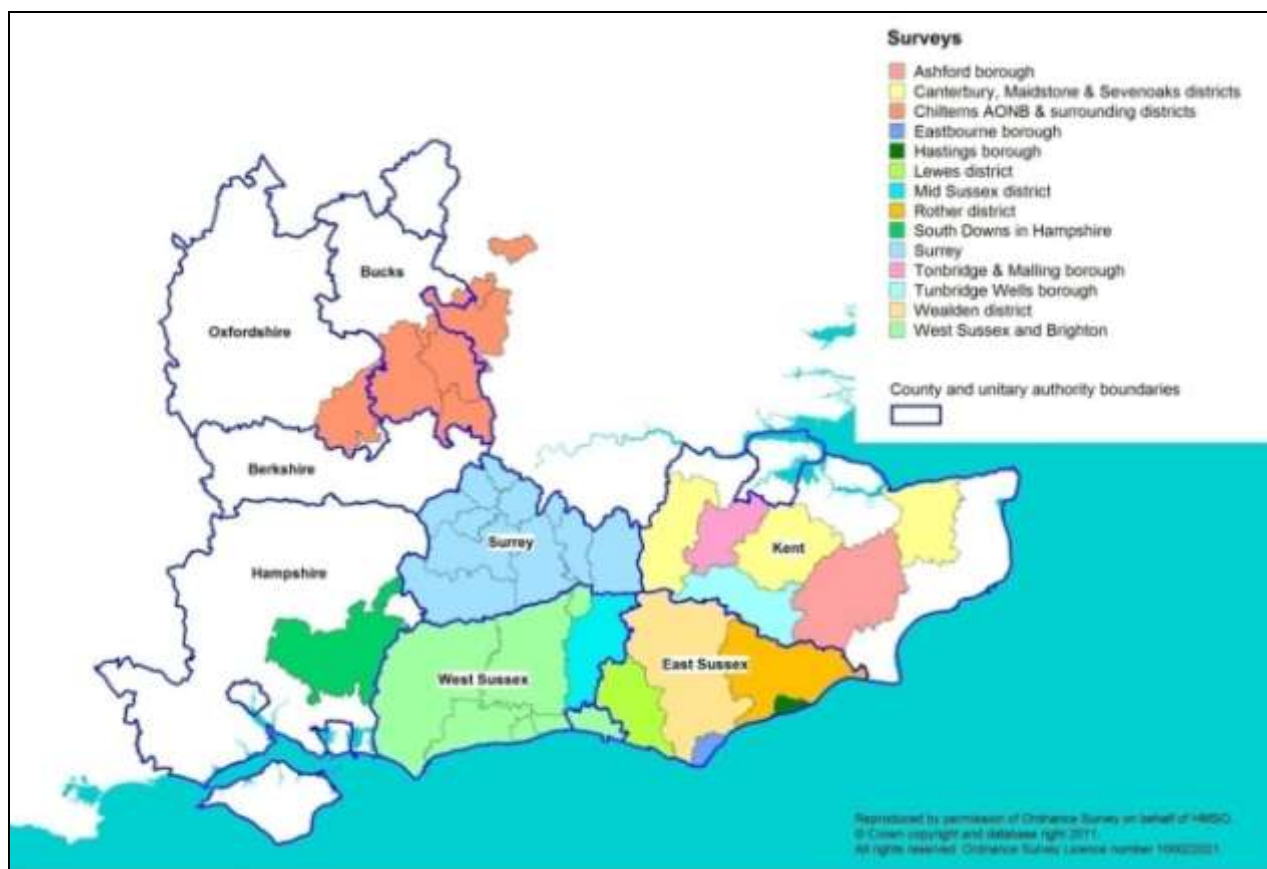 Surveys
Ashford borough
Canterbury, Maidstone & Sevenoaks districts
Chilterns AONB & surrounding districts
Eastbourne borough
Hastings borough
Lewes district
Mid Sussex district
Rother district
South Downs in Hampshire
Surrey
Tonbridge & Malling borough
Tunbridge Wells borough
Wealden district
West Sussex and Brighton
County and unitary authority boundaries
Bucks
Oxfordshire
Berkshire
Surrey
Kent
Hampshire
East Sussex
West Sussex
Reproduced by permission of Ordnance Survey on behalf of HMSO.
© Crown copyright and database right 2011.
All rights reserved. Ordnance Survey Licence number